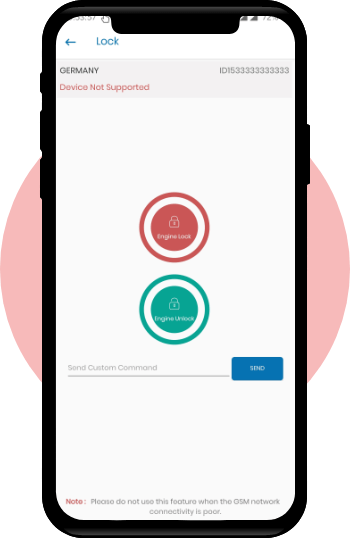 Lock
GERMANY
ID1533333333333
Device Not Supported
Engine Lock
Engine Unlock
Send Custom Command
SEND
Note : Please do not use this feature when the GSM network
connectivity is poor.